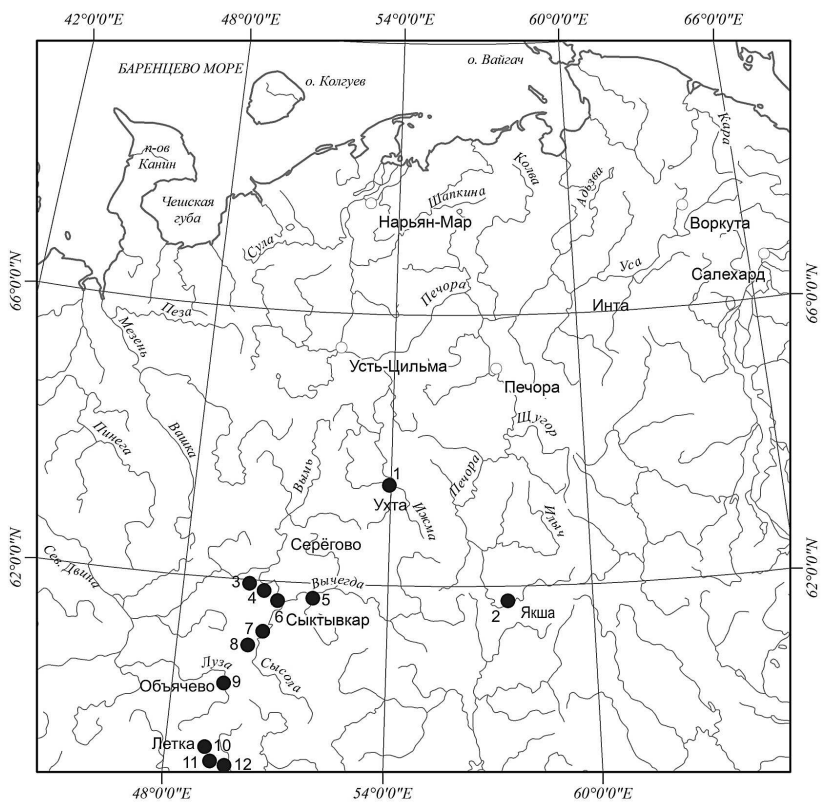 42°0'0"E 48°0'0"E 54°0'0"E 60°0'0"E 66°0'0"E
БАРЕНЦЕВО МОРЕ
о. Колгуев
о. Вайгач
п-ов
Канин
Чешская
губа
Кара
Колва
Адьзва
Шапкина
Нарьян-Мар
Воркута
Сула
Уса
Салехард
66°0'0"N
66°0'0"N
Печора
Инта
Пеза
Мезень
Усть-Цильма
Печора
Щугор
Пинега
Вашка
Вымь
1
Ухта
Печора
Ижма
Илыч
Серёгово
62°0'0"N
62°0'0"N
Сев. Двина
3
4
Вычегда
5
6
Сыктывкар
2
Якша
7
8
Луза
Сысола
Объячево
9
Летка
10
11
12
48°0'0"E 54°0'0"E 60°0'0"E